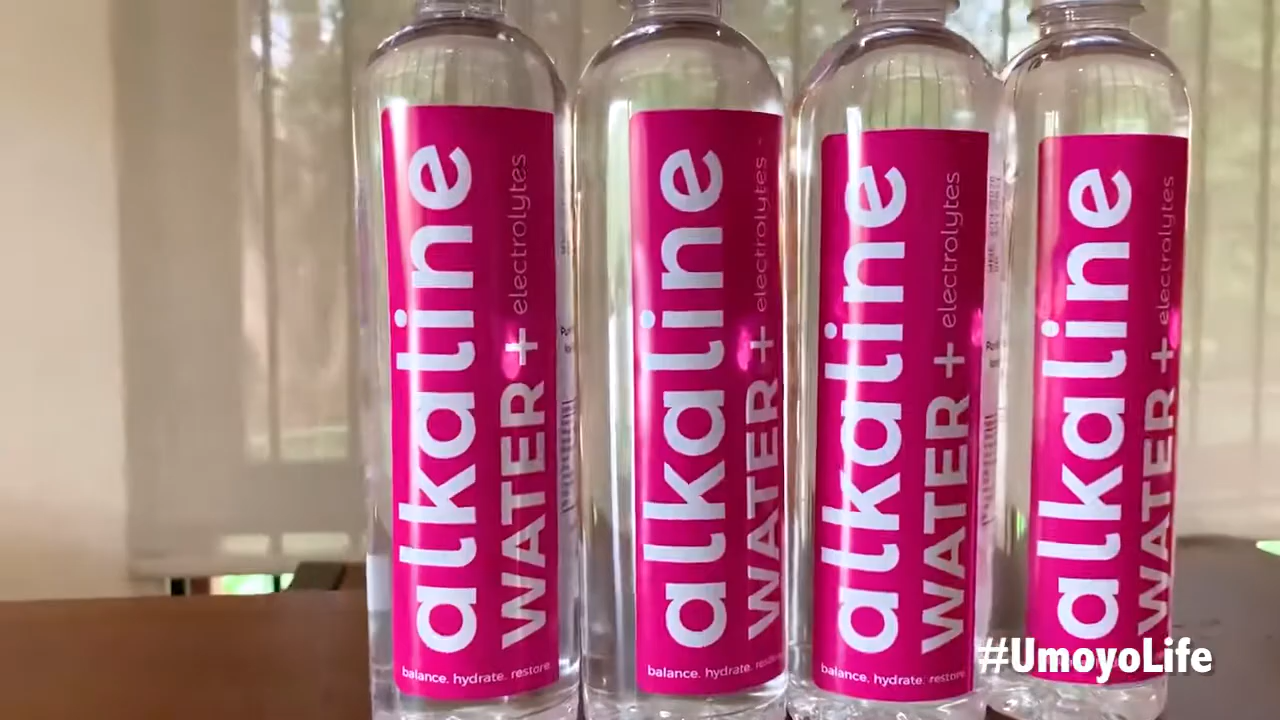 alkaline
WATER + electrolytes
balance. hydrate. restore.
alkaline
WATER + electrolytes
balance. hydrate.
alkaline
WATER + electrolytes
balance. hydrate. restore
alkaline
WATER + electrolytes
#UmoyoLife